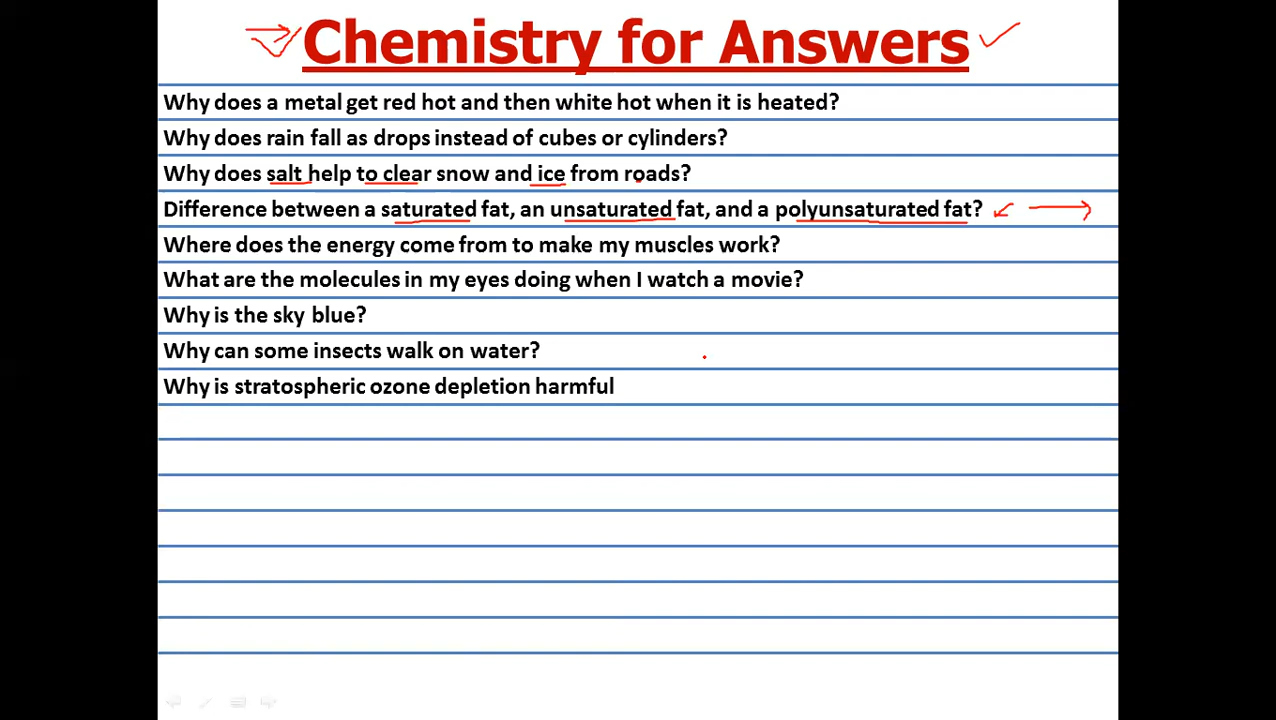 Chemistry for Answers
Why does a metal get red hot and then white hot when it is heated?
Why does rain fall as drops instead of cubes or cylinders?
Why does salt help to clear snow and ice from roads?
Difference between a saturated fat, an unsaturated fat, and a polyunsaturated fat?
Where does the energy come from to make my muscles work?
What are the molecules in my eyes doing when I watch a movie?
Why is the sky blue?
Why can some insects walk on water?
Why is stratospheric ozone depletion harmful